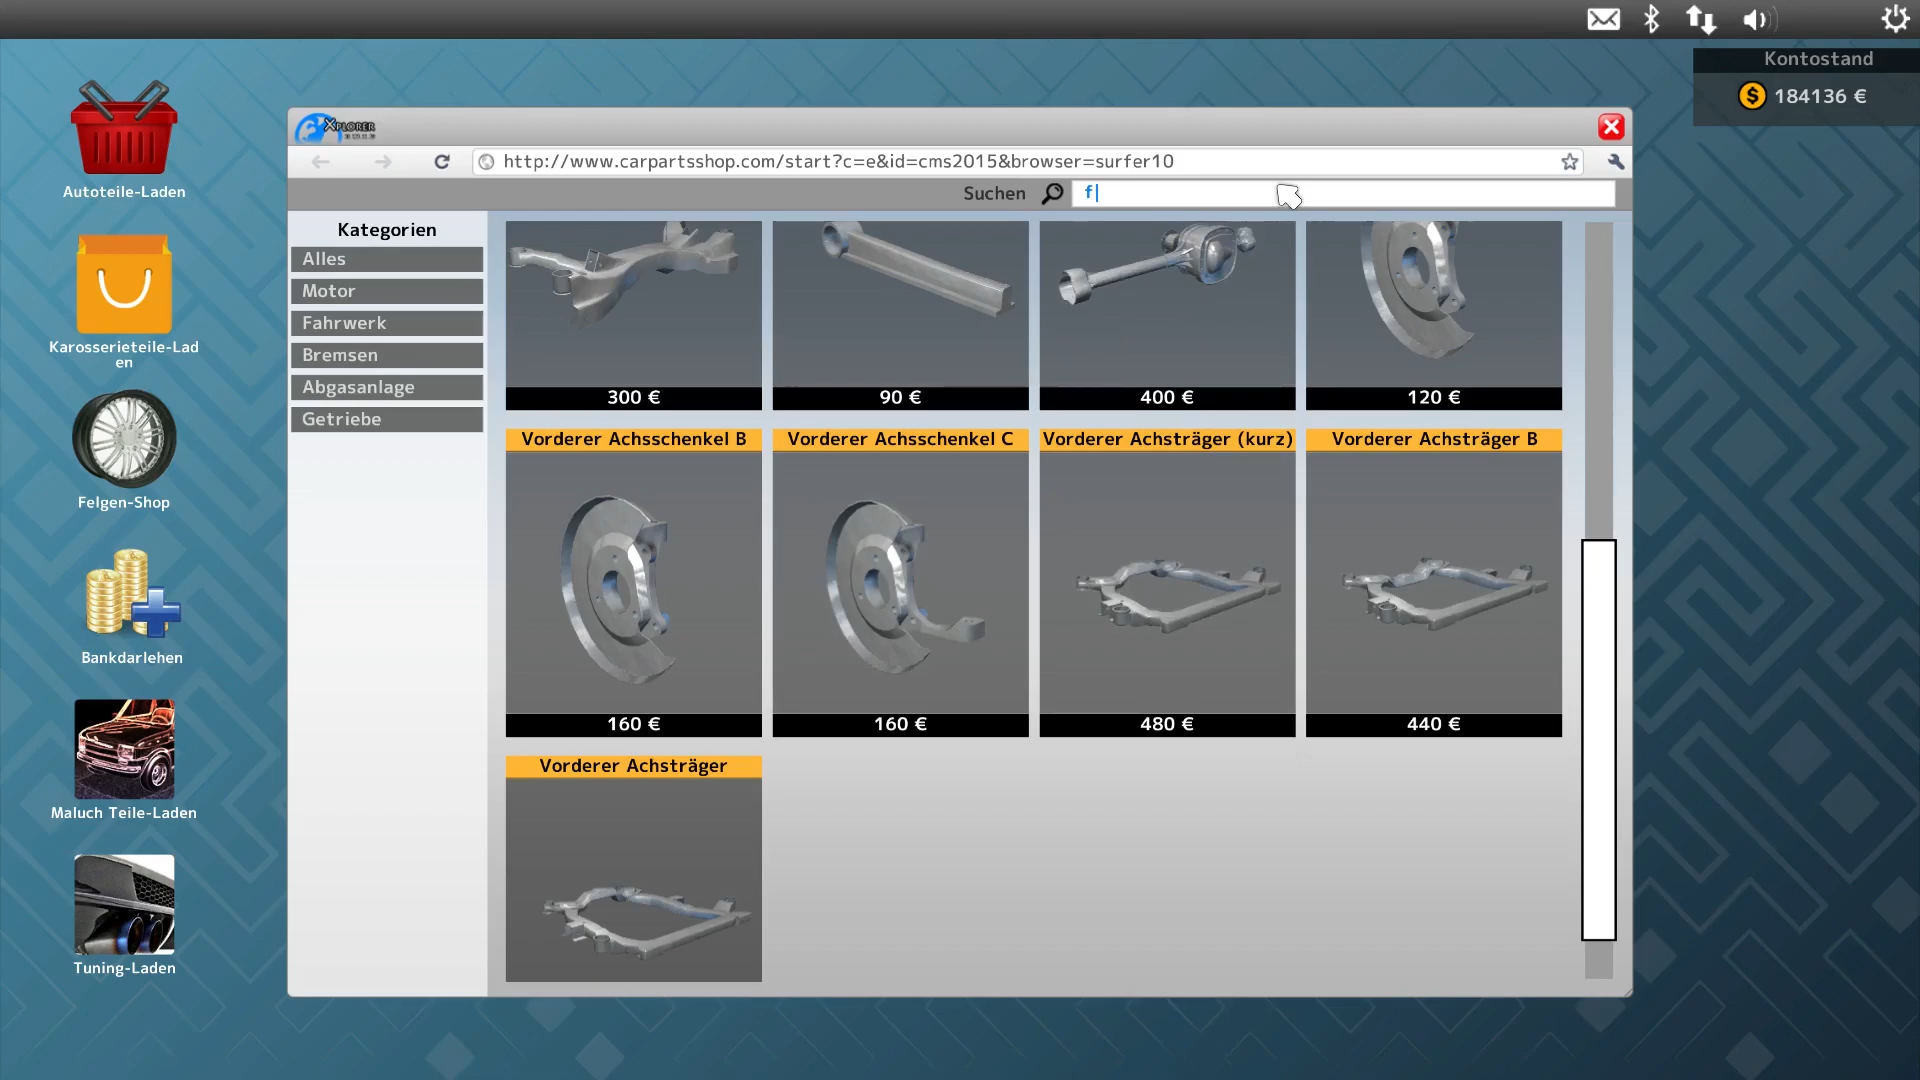 Kontostand
184136 €
Autoteile-Laden
Karosserieteile-Lad
en
Felgen-Shop
Bankdarlehen
Maluch Teile-Laden
Tuning-Laden
XPLORER
http://www.carpartsshop.com/start?c=e&id=cms2015&browser=surfer10
Suchen
f
Kategorien
Alles
Motor
Fahrwerk
Bremsen
Abgasanlage
Getriebe
300 €
90 €
400 €
120 €
Vorderer Achsschenkel B
Vorderer Achsschenkel C
Vorderer Achsträger (kurz)
Vorderer Achsträger B
160 €
160 €
480 €
440 €
Vorderer Achsträger